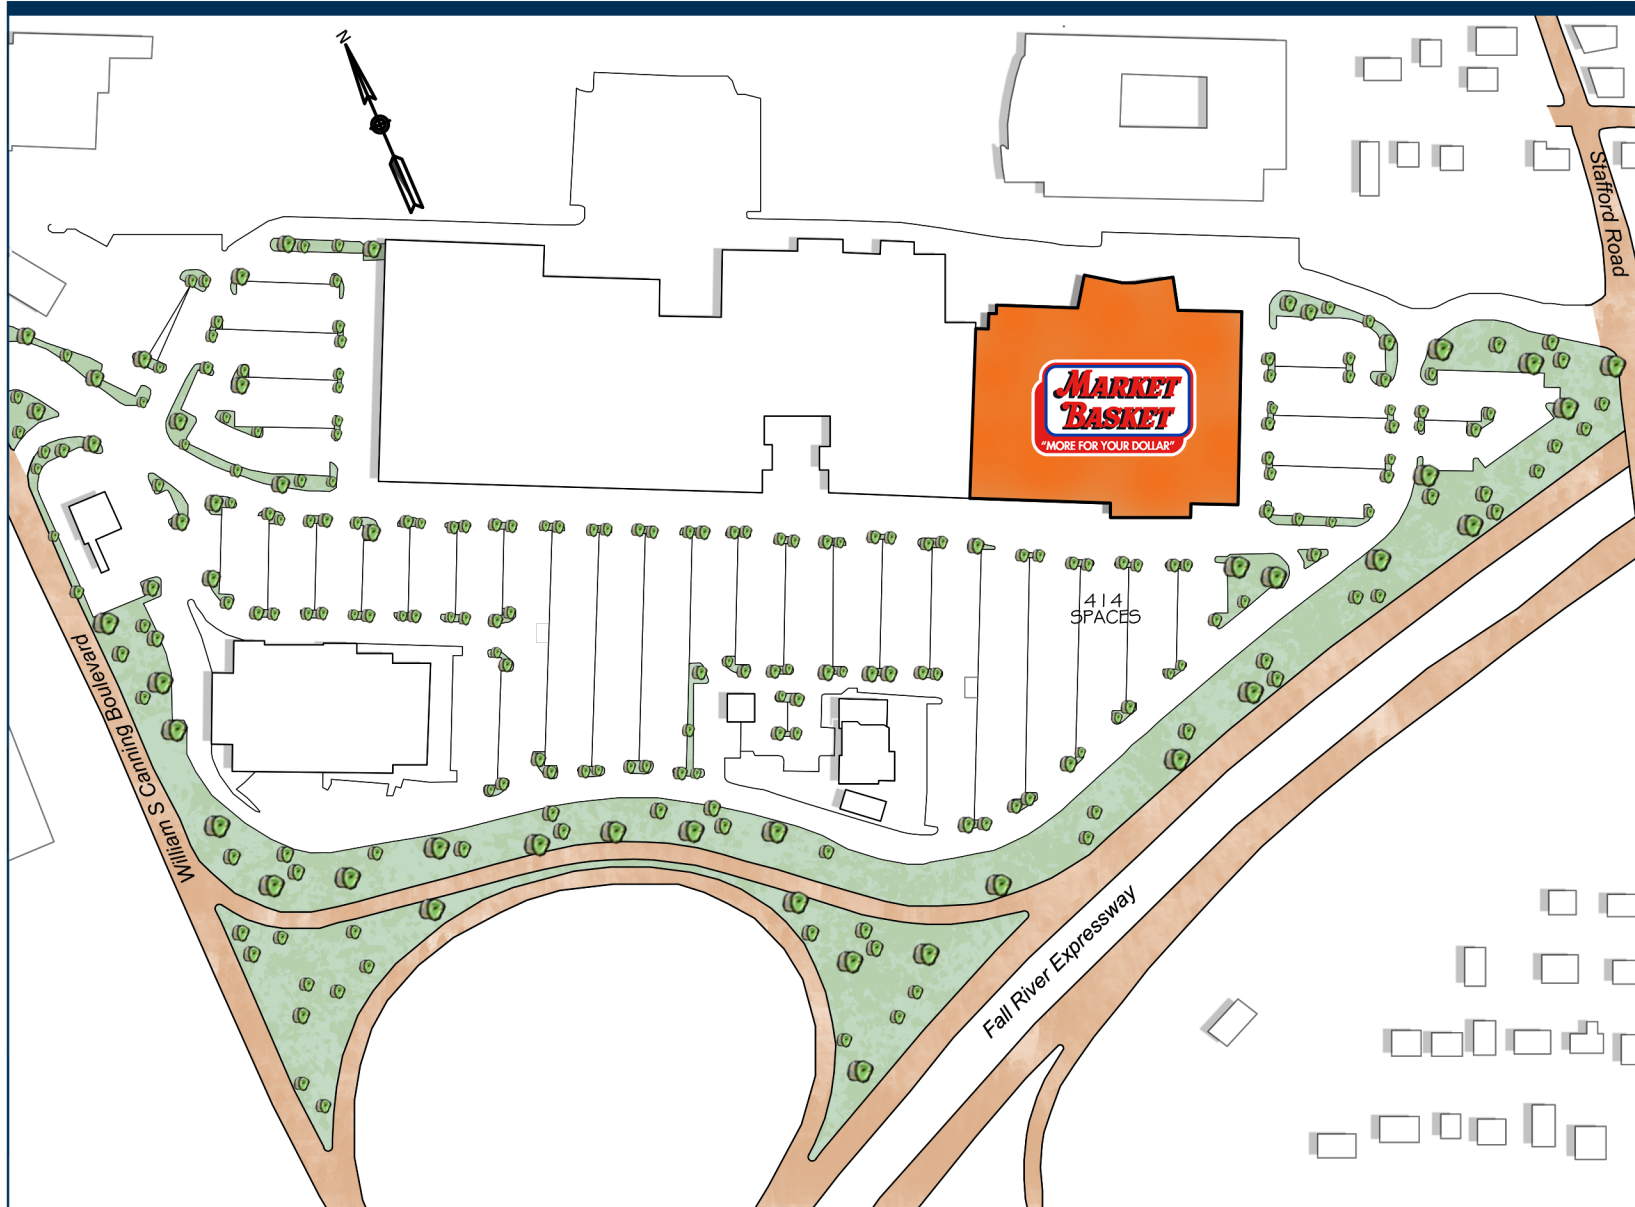 N
Stafford Road
MARKET
BASKET
"MORE FOR YOUR DOLLAR"
414
SPACES
William S Canning Boulevard
Fall River Expressway